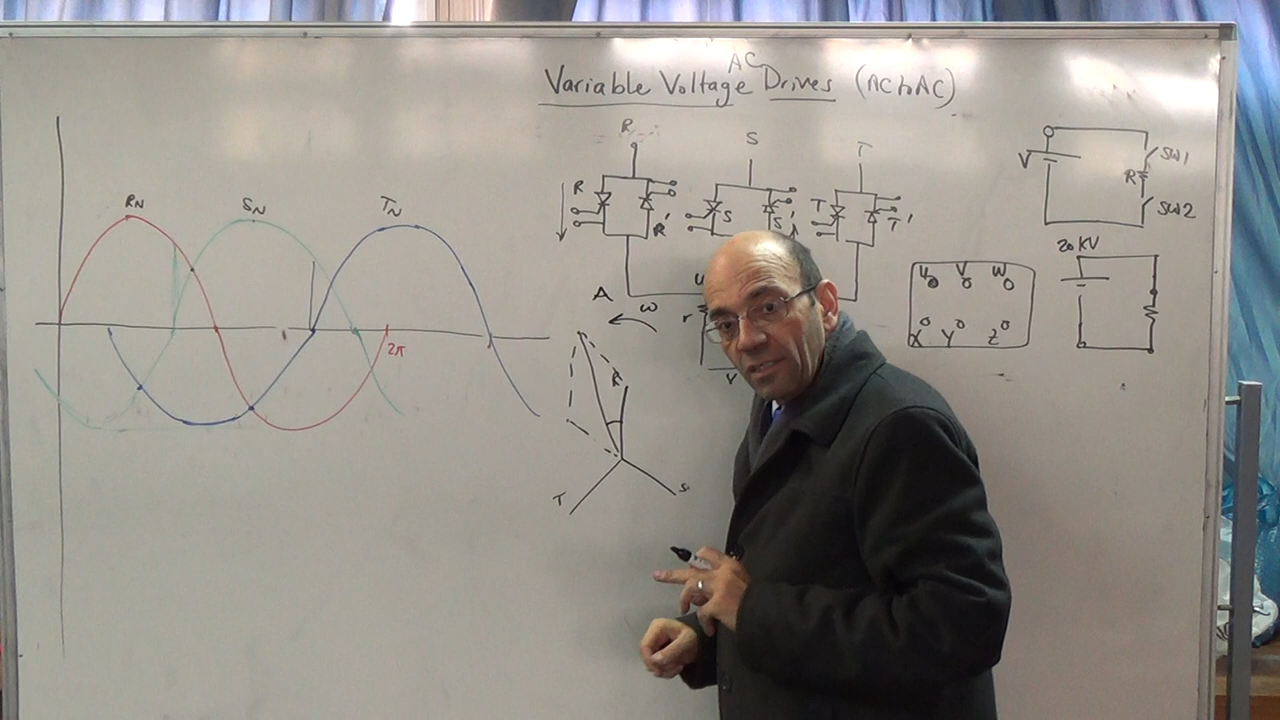 Variable Voltage AC Drives (AC to AC)
R S T
R R' S S' T T'
RN SN TN
2π
A ω
r
V
R
T S
V SW1
R
SW2
20 KV
U V W
X Y Z